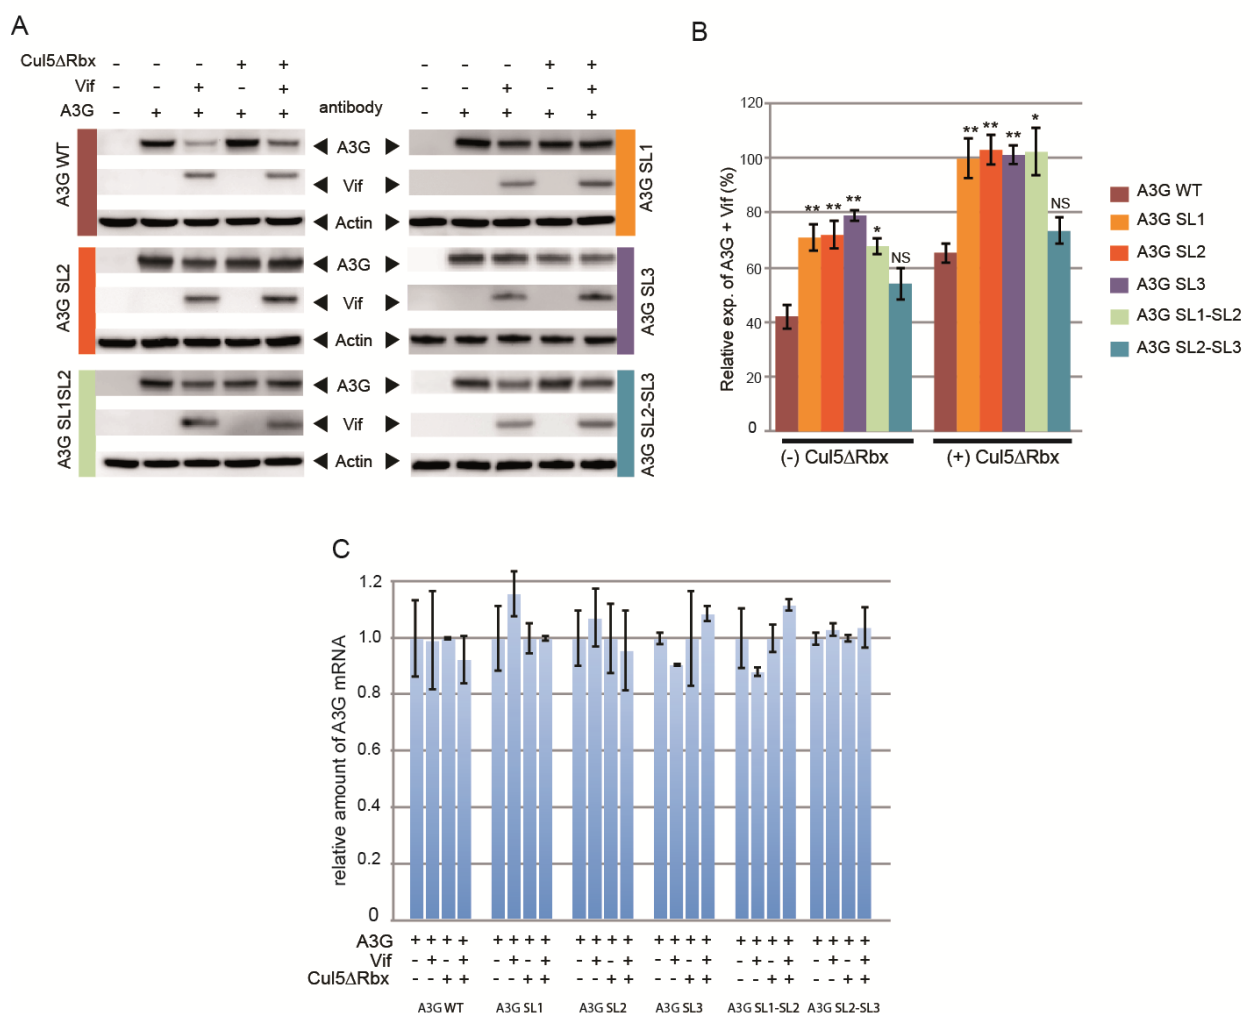 A
Cul5ΔRbx - - - + + - - - + +
Vif - - + - + - - + - +
A3G - + + + + antibody - + + + +
A3G WT
◄ A3G ►
◄ Vif ►
◄ Actin ►
A3G SL1
A3G SL2
◄ A3G ►
◄ Vif ►
◄ Actin ►
A3G SL3
A3G SL1SL2
◄ A3G ►
◄ Vif ►
◄ Actin ►
A3G SL2-SL3
B
Relative exp. of A3G + Vif (%)
120
100
80
60
40
20
0
** ** ** * NS
** ** ** * NS
(-) Cul5ΔRbx (+) Cul5ΔRbx
A3G WT
A3G SL1
A3G SL2
A3G SL3
A3G SL1-SL2
A3G SL2-SL3
C
relative amount of A3G mRNA
1.2
1.0
0.8
0.6
0.4
0.2
0
A3G + + + + + + + + + + + + + + + + + + + + + + + +
Vif - + - + - + - + - + - + - + - + - + - + - + - +
Cul5ΔRbx - - + + - - + + - - + + - - + + - - + + - - + +
A3G WT A3G SL1 A3G SL2 A3G SL3 A3G SL1-SL2 A3G SL2-SL3